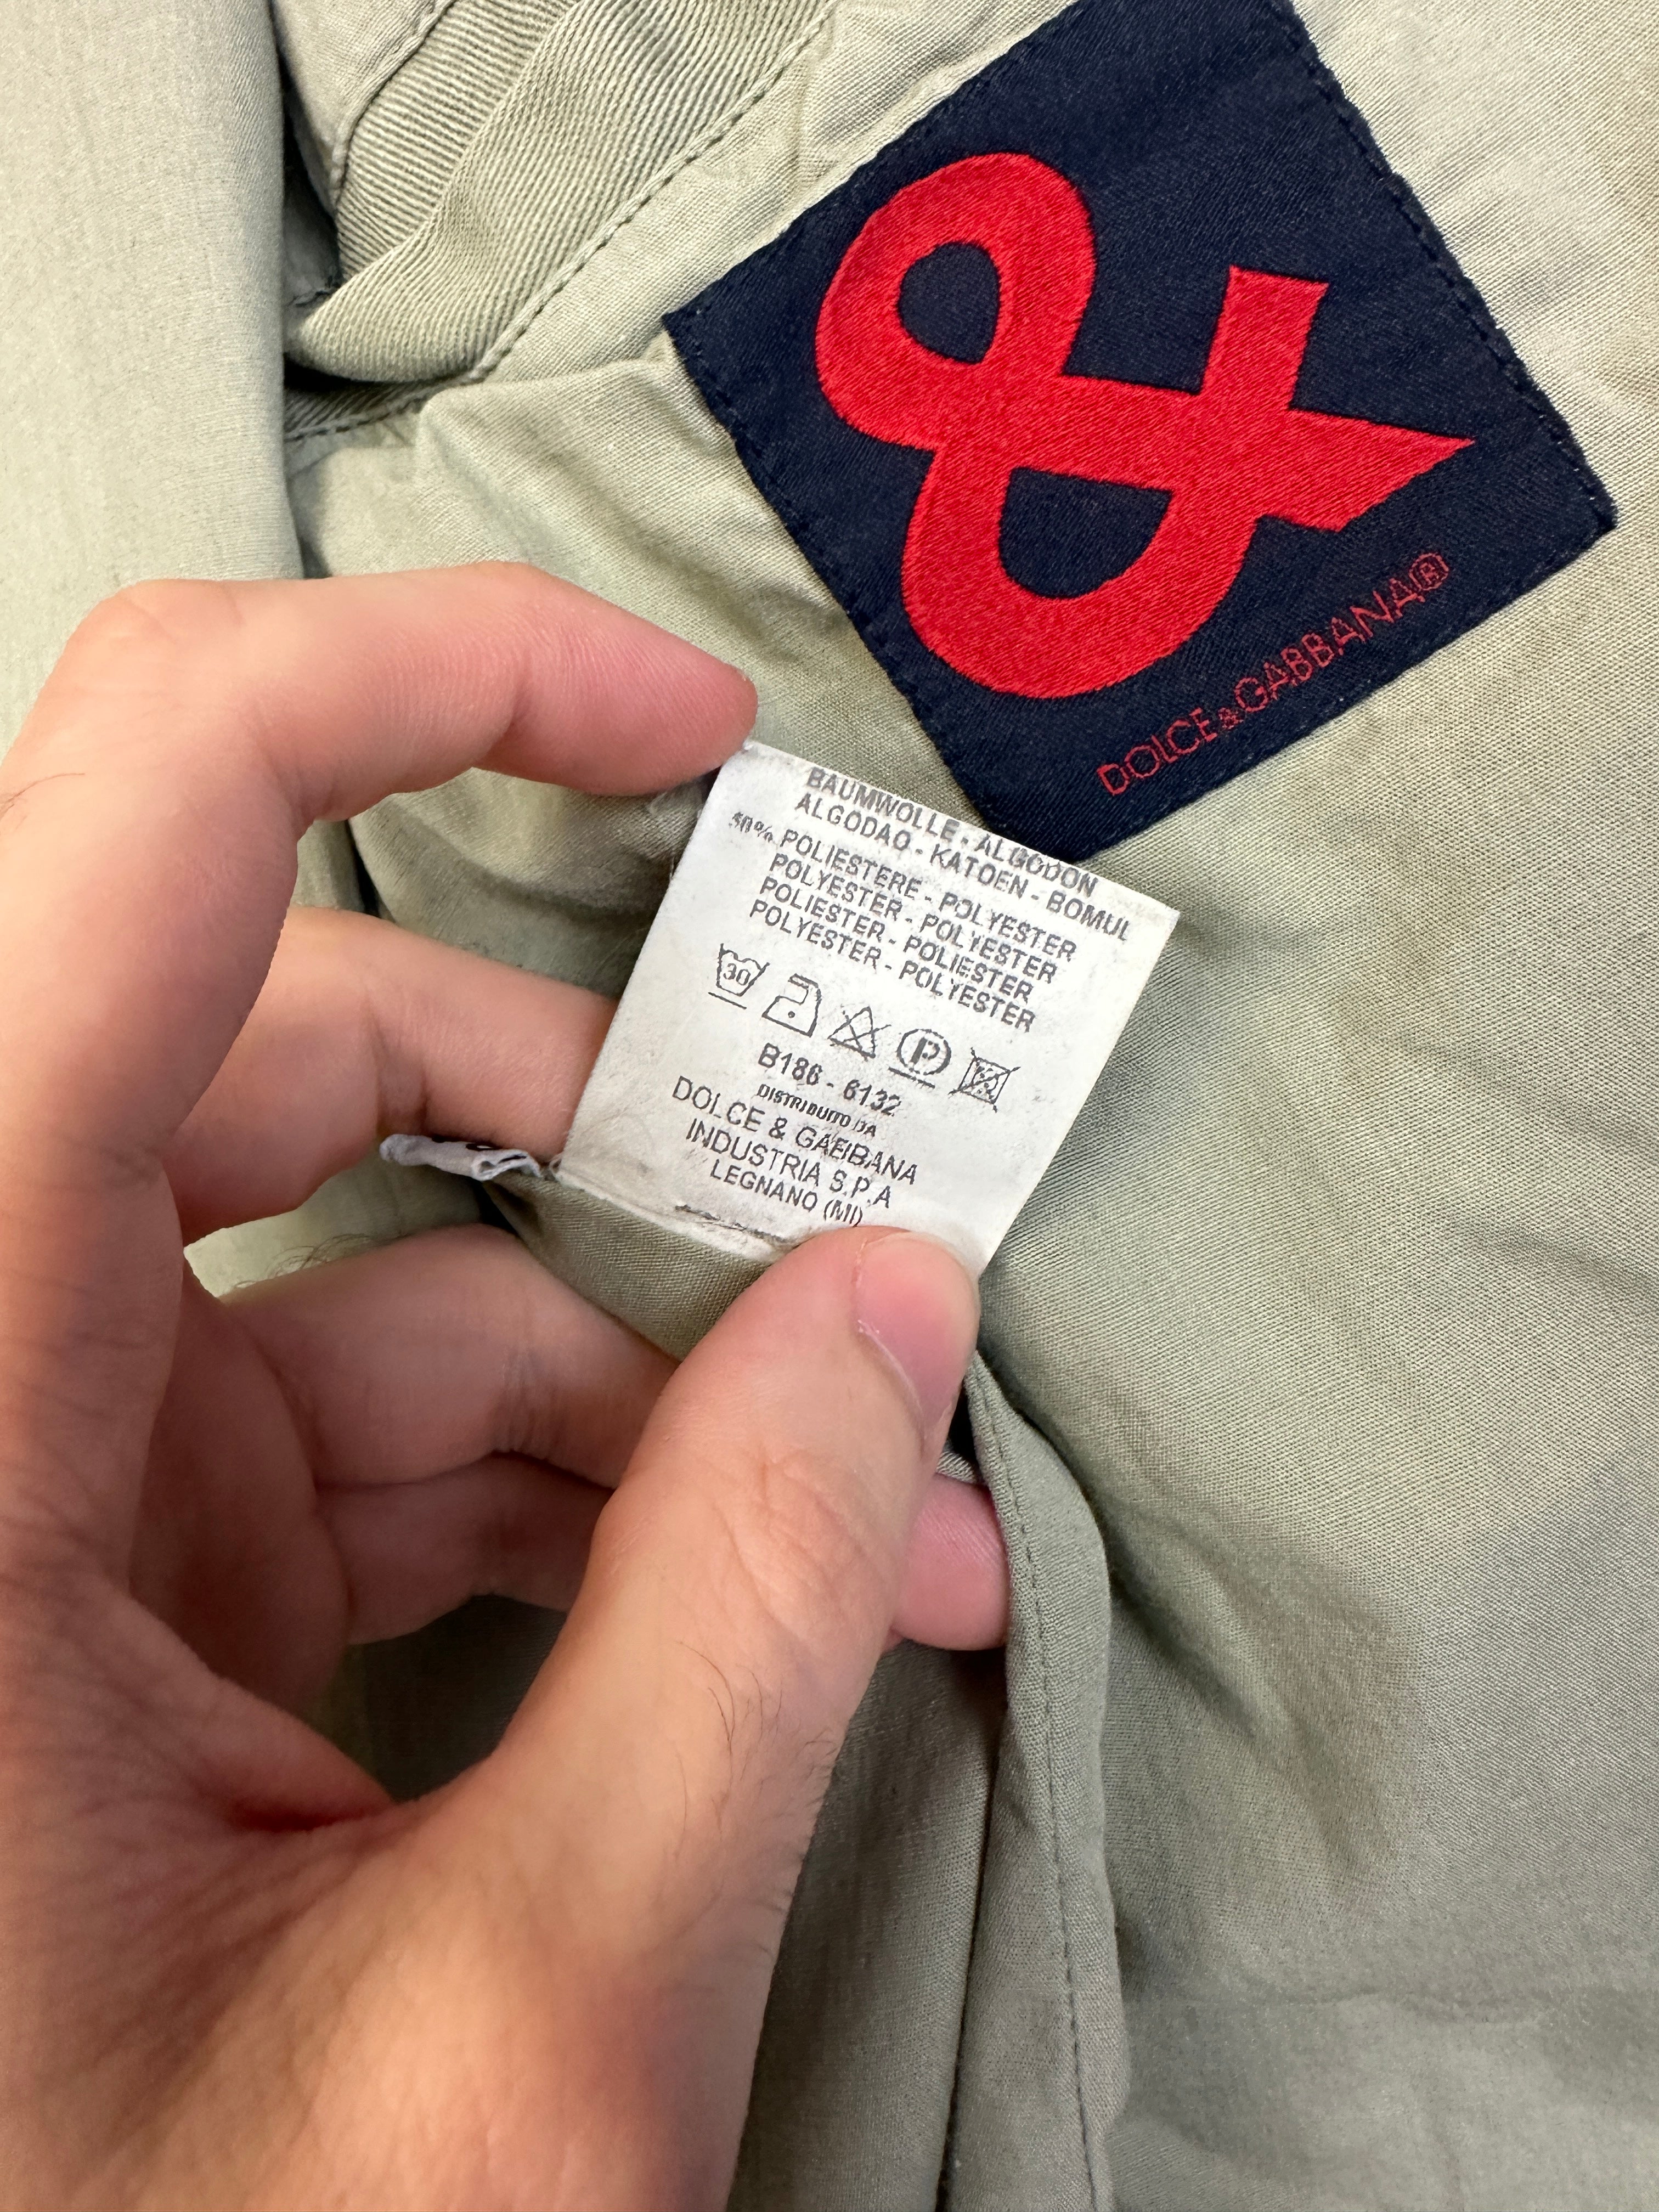 &
DOLCE & GABBANA®
BAUMWOLLE - ALGODON
ALGODAO - KATOEN - BOMUL
50% POLIESTERE - POLYESTER
POLYESTER - POLYESTER
POLIESTER - POLIESTER
POLYESTER - POLYESTER
30
P
B186 - 6132
DISTRIBUITO DA
DOLCE & GABBANA
INDUSTRIA S.P.A
LEGNANO (MI)